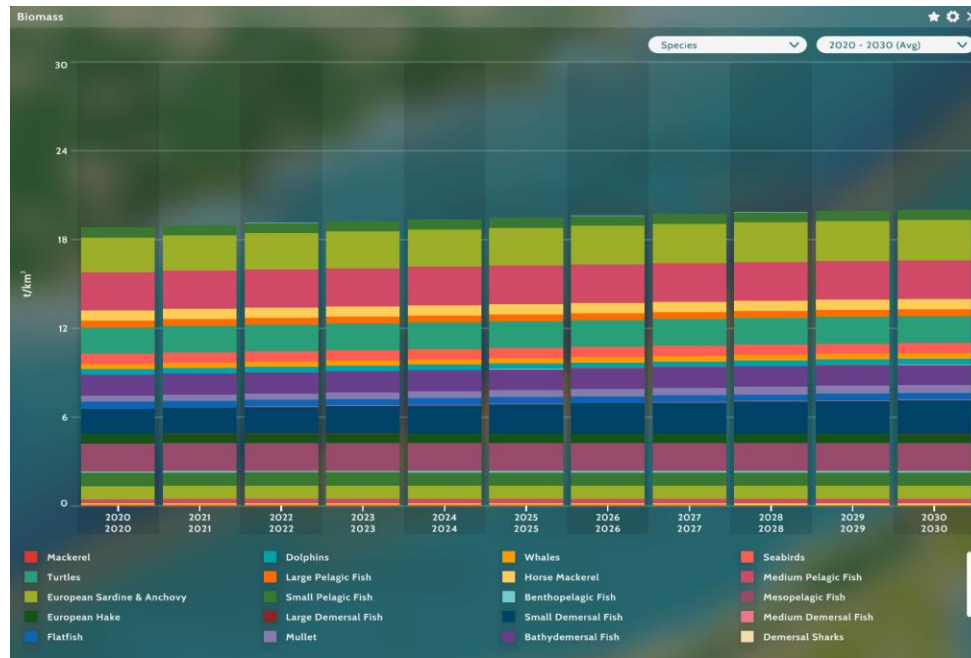 Biomass
Species
2020 - 2030 (Avg)
30
24
18
t/km²
12
6
0
2020 2021 2022 2023 2024 2025 2026 2027 2028 2029 2030
2020 2021 2022 2023 2024 2025 2026 2027 2028 2029 2030
Mackerel Dolphins Whales Seabirds
Turtles Large Pelagic Fish Horse Mackerel Medium Pelagic Fish
European Sardine & Anchovy Small Pelagic Fish Benthopelagic Fish Mesopelagic Fish
European Hake Large Demersal Fish Small Demersal Fish Medium Demersal Fish
Flatfish Mullet Bathydemersal Fish Demersal Sharks